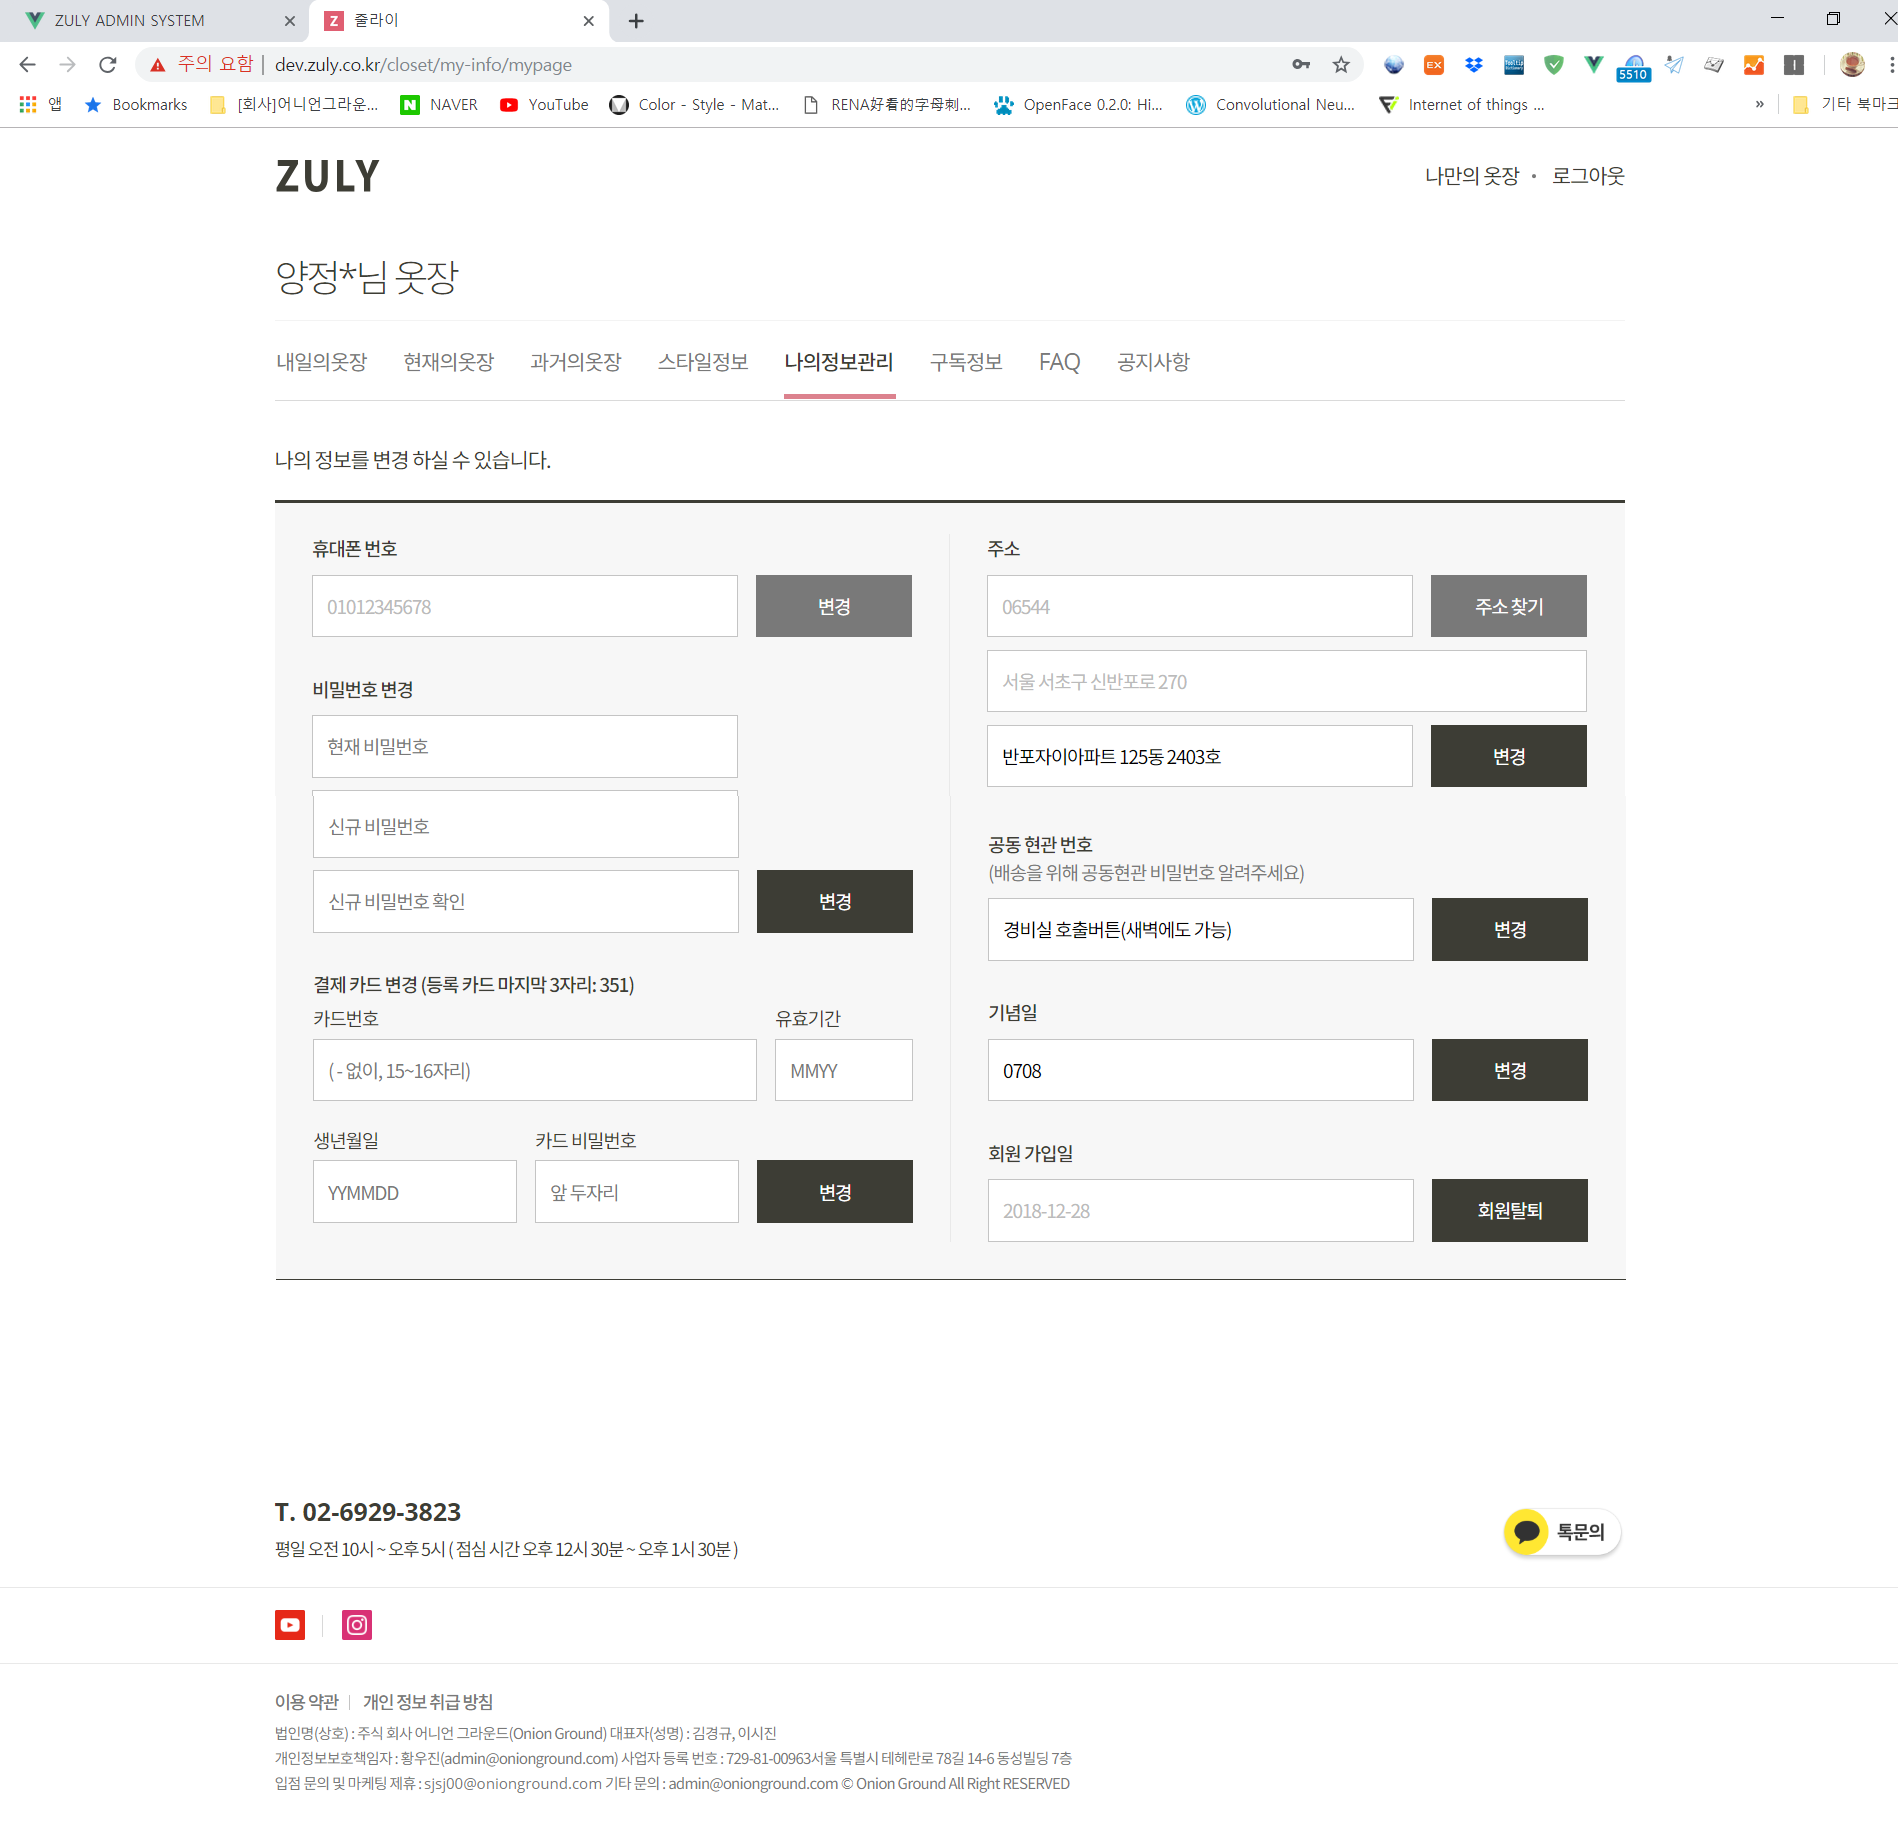 ZULY ADMIN SYSTEM
줄라이
주의 요함 | dev.zuly.co.kr/closet/my-info/mypage
EX
5510
앱 Bookmarks [회사]어니언그라운... NAVER YouTube Color - Style - Mat... RENA好看的字母刺... OpenFace 0.2.0: Hi... Convolutional Neu... Internet of things ... » 기타 북마크
ZULY
나만의 옷장 • 로그아웃
양정*님 옷장
내일의옷장 현재의옷장 과거의옷장 스타일정보 나의정보관리 구독정보 FAQ 공지사항
나의 정보를 변경 하실 수 있습니다.
휴대폰 번호
01012345678 변경
비밀번호 변경
현재 비밀번호
신규 비밀번호
신규 비밀번호 확인 변경
결제 카드 변경 (등록 카드 마지막 3자리: 351)
카드번호 유효기간
( - 없이, 15~16자리) MMYY
생년월일 카드 비밀번호
YYMMDD 앞 두자리 변경
주소
06544 주소 찾기
서울 서초구 신반포로 270
반포자이아파트 125동 2403호 변경
공동 현관 번호
(배송을 위해 공동현관 비밀번호 알려주세요)
경비실 호출버튼(새벽에도 가능) 변경
기념일
0708 변경
회원 가입일
2018-12-28 회원탈퇴
T. 02-6929-3823
평일 오전 10시 ~ 오후 5시 ( 점심 시간 오후 12시 30분 ~ 오후 1시 30분 )
톡문의
이용 약관 | 개인 정보 취급 방침
법인명(상호) : 주식 회사 어니언 그라운드(Onion Ground) 대표자(성명) : 김경규, 이시진
개인정보보호책임자 : 황우진(admin@onionground.com) 사업자 등록 번호 : 729-81-00963서울 특별시 테헤란로 78길 14-6 동성빌딩 7층
입점 문의 및 마케팅 제휴 : sjsj00@onionground.com 기타 문의 : admin@onionground.com © Onion Ground All Right RESERVED